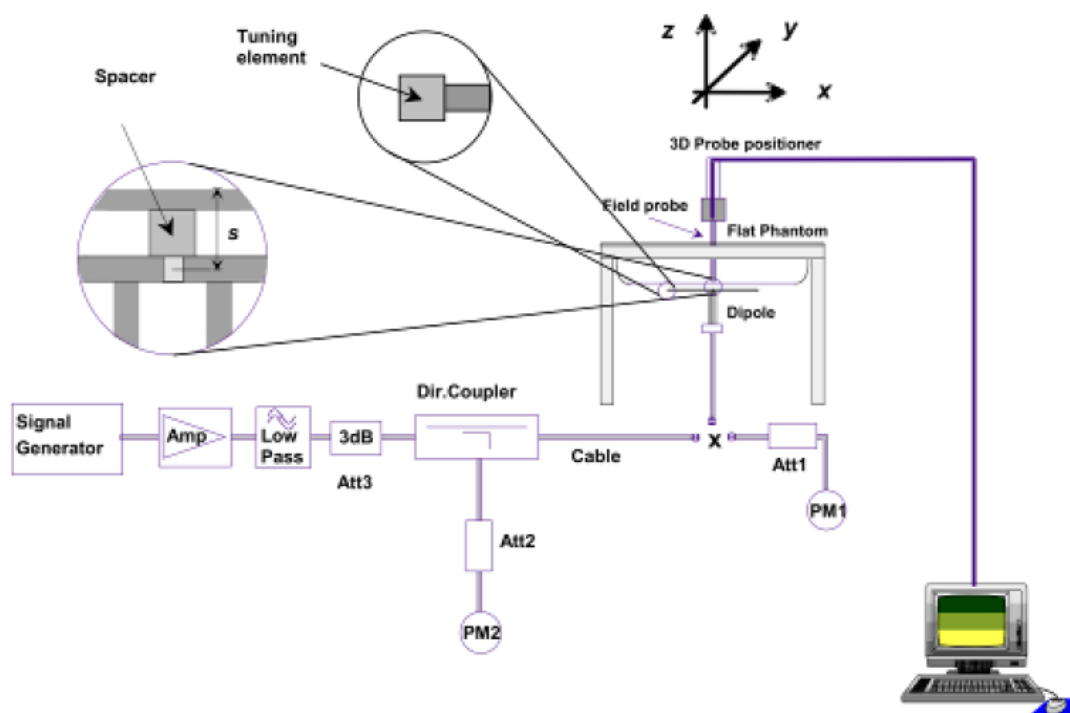 Tuning
element
Spacer
z
y
x
3D Probe positioner
Field probe
Flat Phantom
s
Dipole
Dir.Coupler
Signal
Generator
Amp
Low
Pass
3dB
Att3
Cable
x
Att1
PM1
Att2
PM2